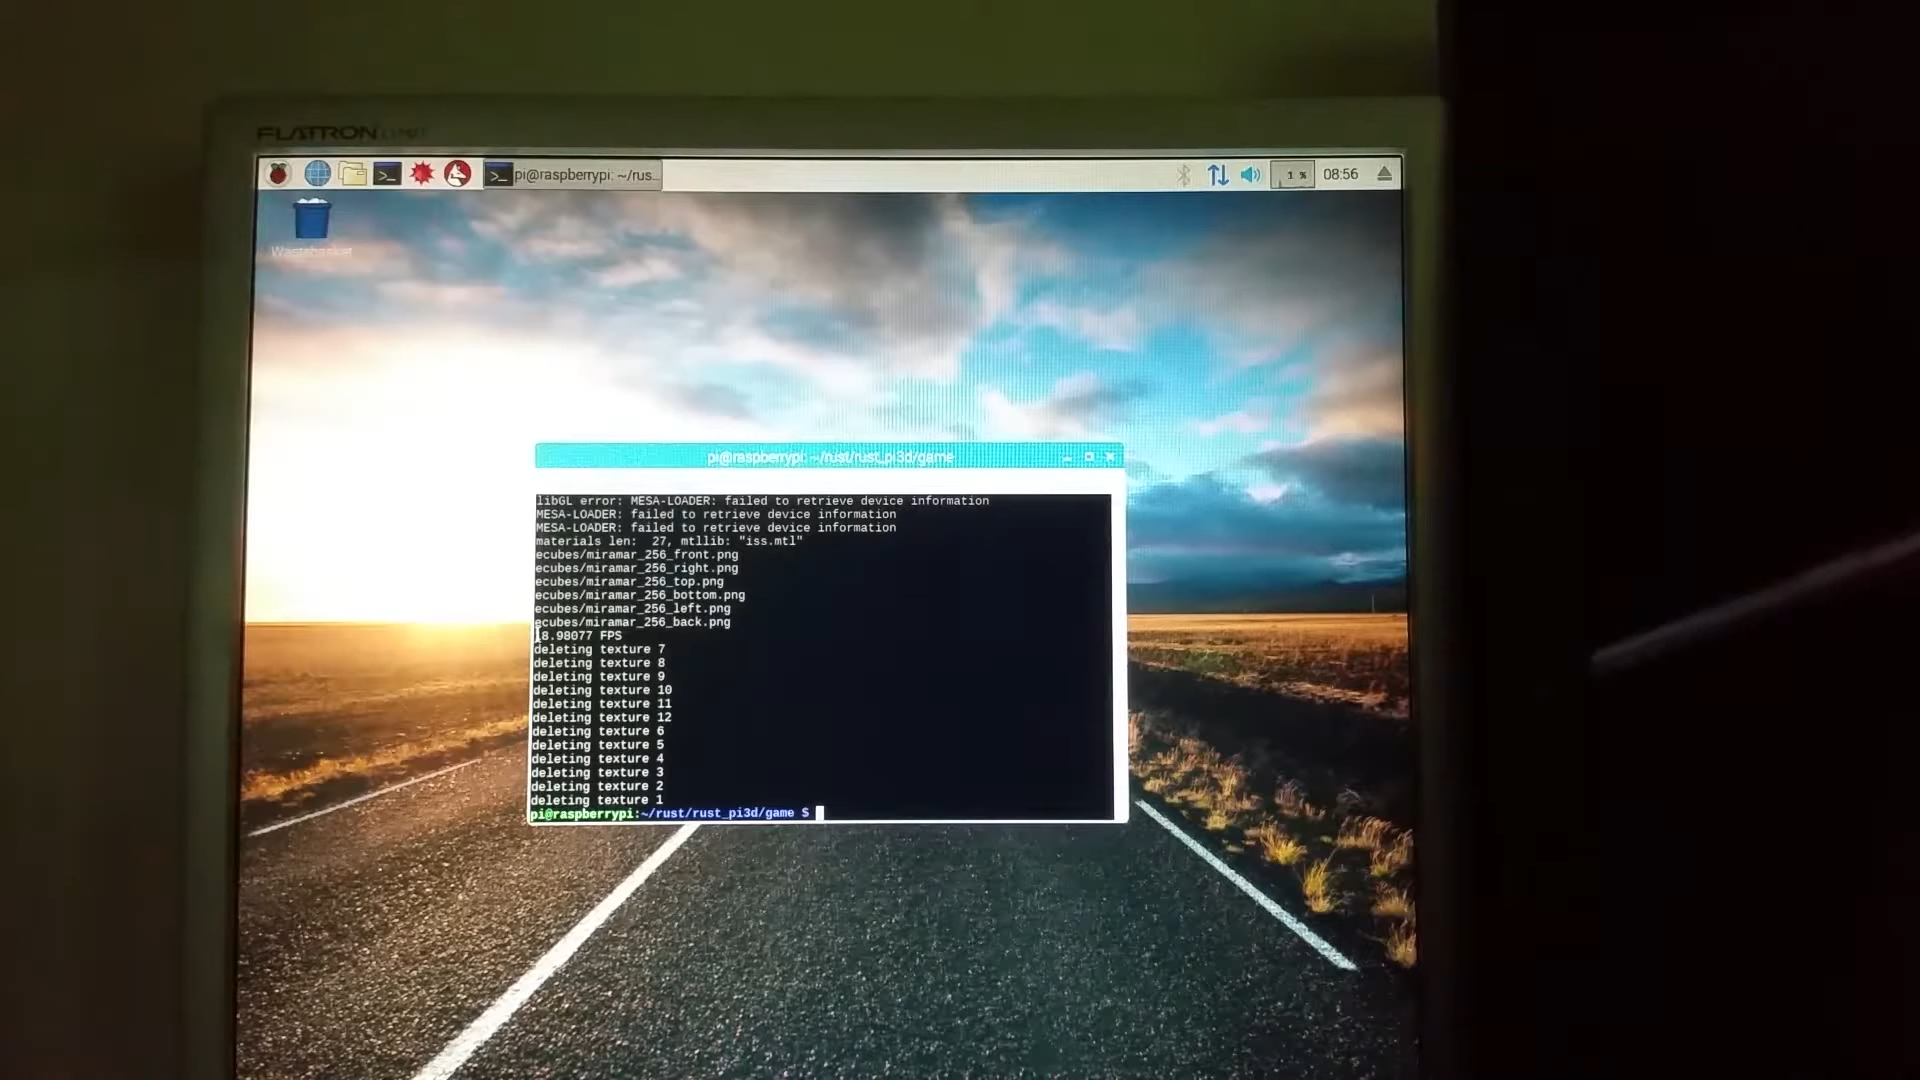 FLATRON
pi@raspberrypi: ~/rus...
1 %
08:56
Wastebasket
pi@raspberrypi: ~/rust/rust_pi3d/game
libGL error: MESA-LOADER: failed to retrieve device information
MESA-LOADER: failed to retrieve device information
MESA-LOADER: failed to retrieve device information
materials len:  27, mtllib: "iss.mtl"
ecubes/miramar_256_front.png
ecubes/miramar_256_right.png
ecubes/miramar_256_top.png
ecubes/miramar_256_bottom.png
ecubes/miramar_256_left.png
ecubes/miramar_256_back.png
18.98077 FPS
deleting texture 7
deleting texture 8
deleting texture 9
deleting texture 10
deleting texture 11
deleting texture 12
deleting texture 6
deleting texture 5
deleting texture 4
deleting texture 3
deleting texture 2
deleting texture 1
pi@raspberrypi:~/rust/rust_pi3d/game $